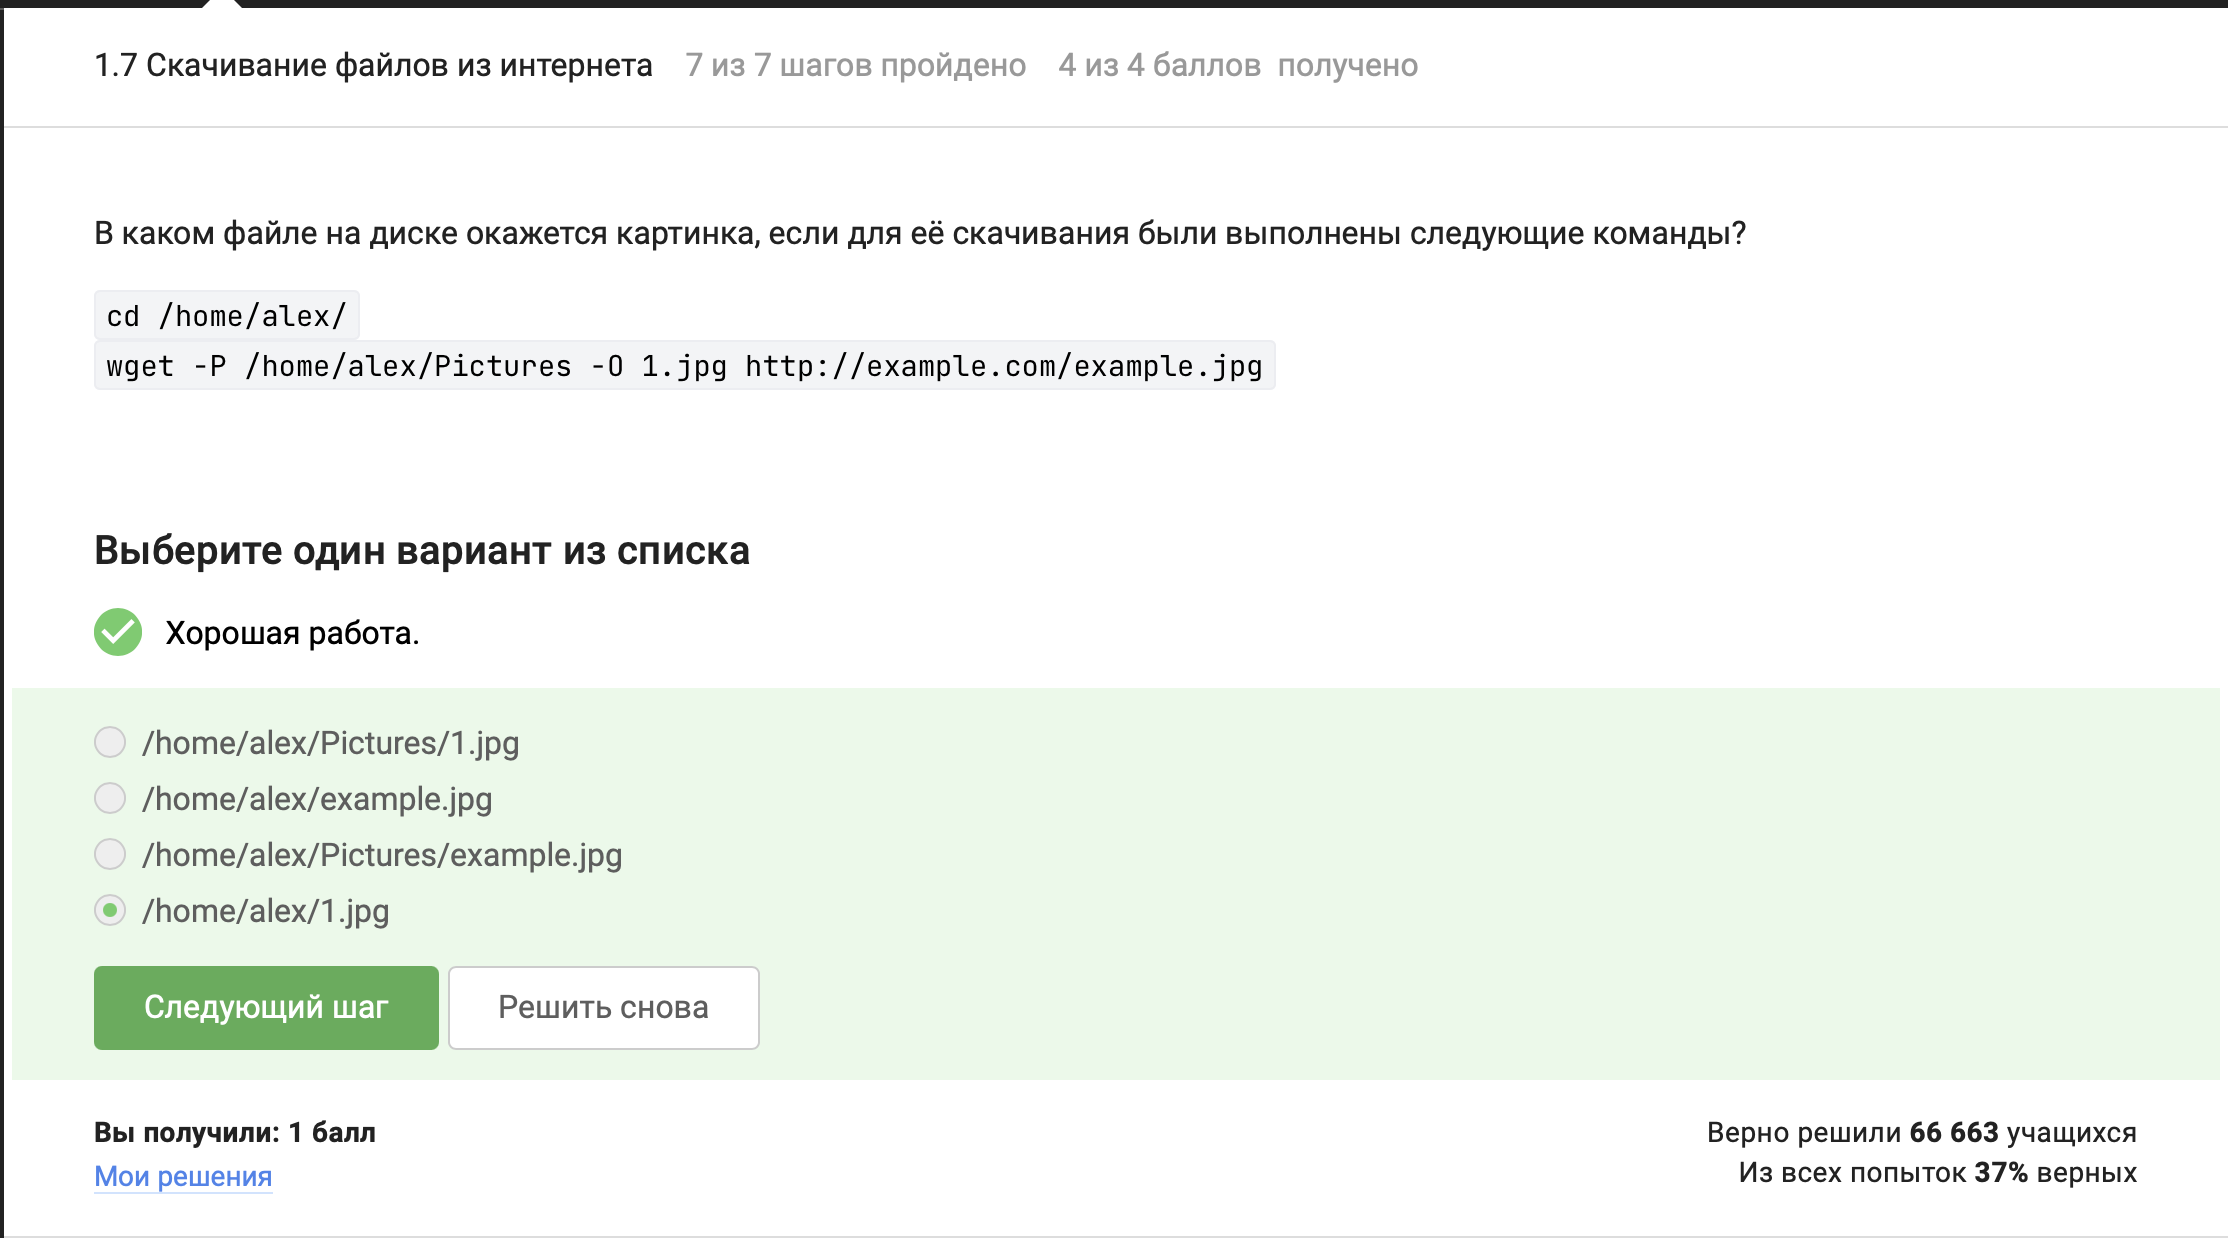 1.7 Скачивание файлов из интернета 7 из 7 шагов пройдено 4 из 4 баллов получено
В каком файле на диске окажется картинка, если для её скачивания были выполнены следующие команды?
cd /home/alex/
wget -P /home/alex/Pictures -O 1.jpg http://example.com/example.jpg
Выберите один вариант из списка
Хорошая работа.
/home/alex/Pictures/1.jpg
/home/alex/example.jpg
/home/alex/Pictures/example.jpg
/home/alex/1.jpg
Следующий шаг Решить снова
Вы получили: 1 балл
Мои решения
Верно решили 66 663 учащихся
Из всех попыток 37% верных